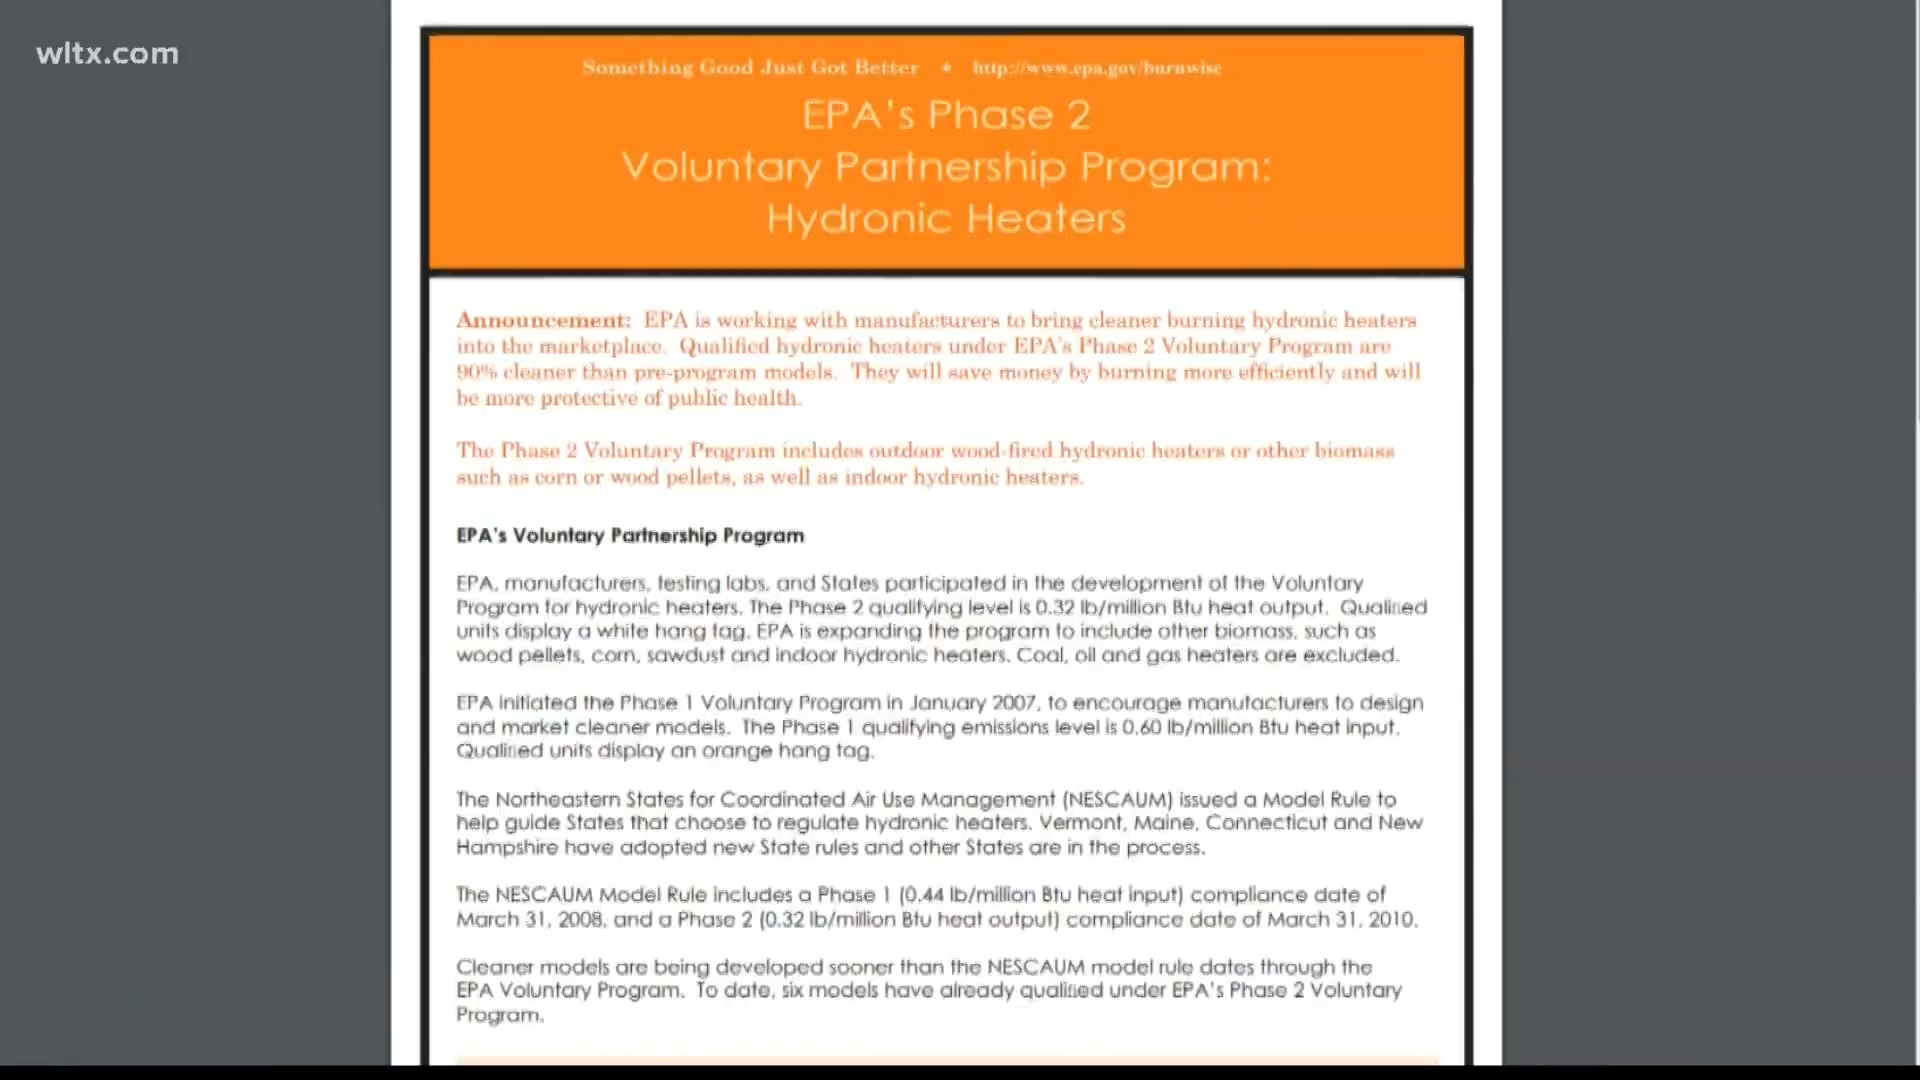 wltx.com
Something Good Just Got Better • http://www.epa.gov/burnwise
EPA's Phase 2
Voluntary Partnership Program:
Hydronic Heaters
Announcement: EPA is working with manufacturers to bring cleaner burning hydronic heaters
into the marketplace. Qualified hydronic heaters under EPA's Phase 2 Voluntary Program are
90% cleaner than pre-program models. They will save money by burning more efficiently and will
be more protective of public health.
The Phase 2 Voluntary Program includes outdoor wood-fired hydronic heaters or other biomass
such as corn or wood pellets, as well as indoor hydronic heaters.
EPA's Voluntary Partnership Program
EPA, manufacturers, testing labs, and States participated in the development of the Voluntary
Program for hydronic heaters. The Phase 2 qualifying level is 0.32 lb/million Btu heat output. Qualified
units display a white hang tag. EPA is expanding the program to include other biomass, such as
wood pellets, corn, sawdust and indoor hydronic heaters. Coal, oil and gas heaters are excluded.
EPA initiated the Phase 1 Voluntary Program in January 2007, to encourage manufacturers to design
and market cleaner models. The Phase 1 qualifying emissions level is 0.60 lb/million Btu heat input.
Qualified units display an orange hang tag.
The Northeastern States for Coordinated Air Use Management (NESCAUM) issued a Model Rule to
help guide States that choose to regulate hydronic heaters. Vermont, Maine, Connecticut and New
Hampshire have adopted new State rules and other States are in the process.
The NESCAUM Model Rule includes a Phase 1 (0.44 lb/million Btu heat input) compliance date of
March 31, 2008, and a Phase 2 (0.32 lb/million Btu heat output) compliance date of March 31, 2010.
Cleaner models are being developed sooner than the NESCAUM model rule dates through the
EPA Voluntary Program. To date, six models have already qualified under EPA's Phase 2 Voluntary
Program.